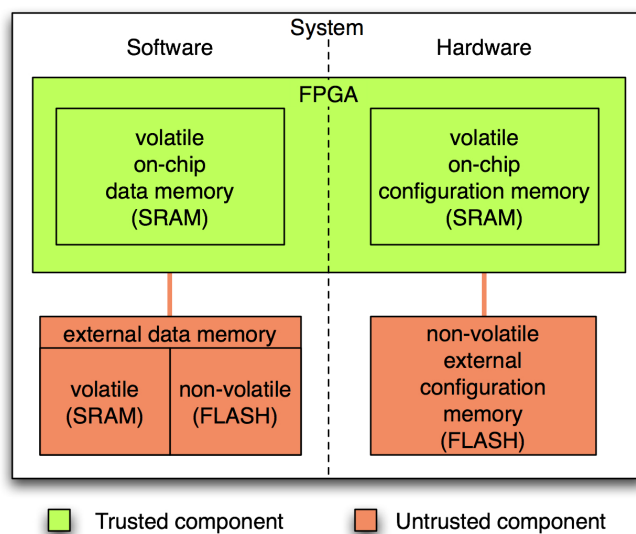 System
Software
Hardware
FPGA
volatile
on-chip
data memory
(SRAM)
volatile
on-chip
configuration memory
(SRAM)
external data memory
volatile
(SRAM)
non-volatile
(FLASH)
non-volatile
external
configuration
memory
(FLASH)
Trusted component
Untrusted component